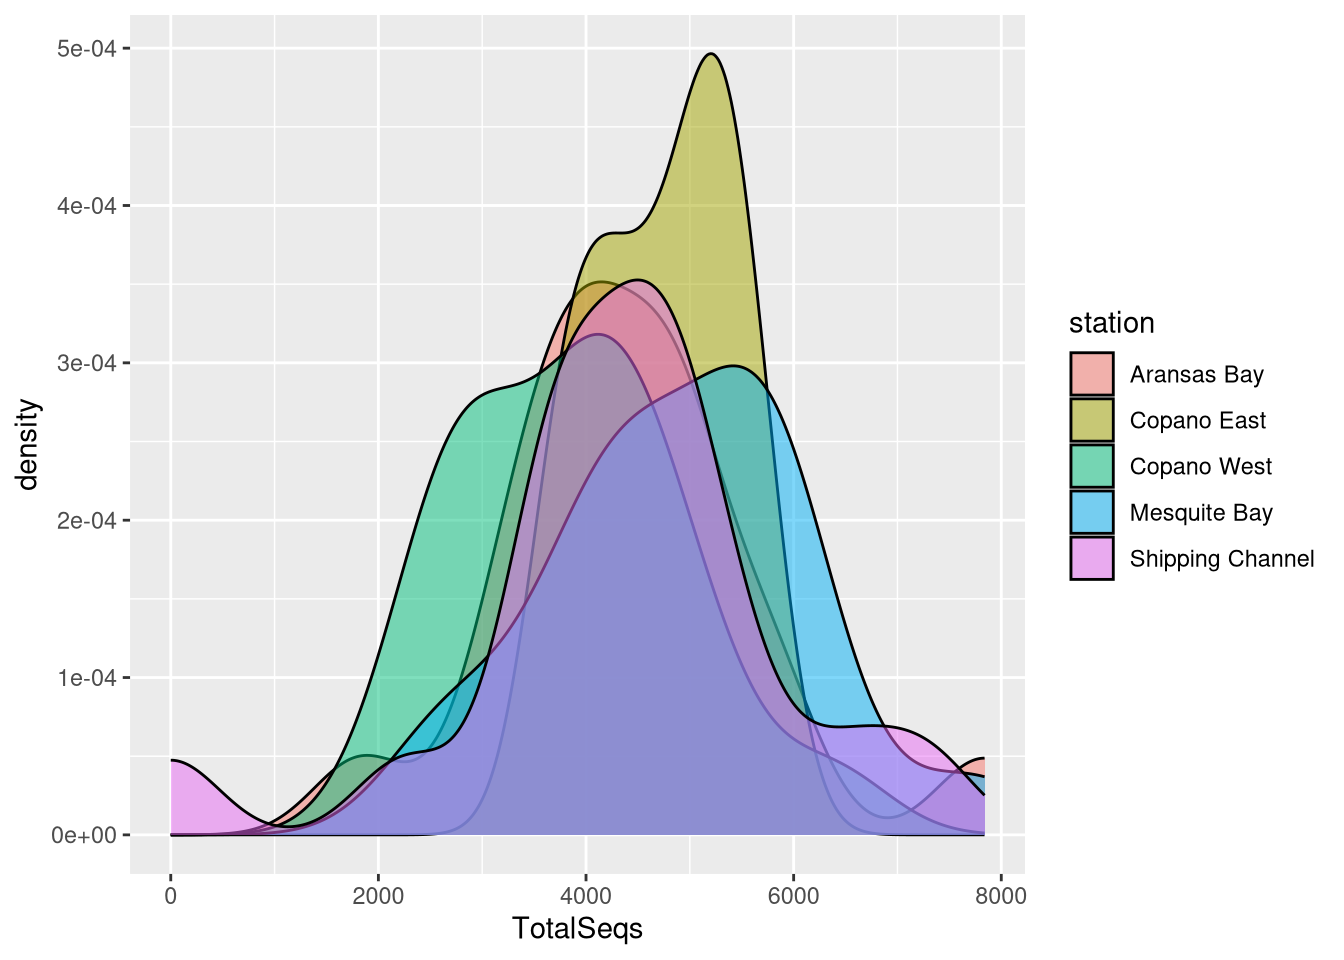 5e-04
4e-04
3e-04
2e-04
1e-04
0e+00
density
0
2000
4000
6000
8000
TotalSeqs
station
Aransas Bay
Copano East
Copano West
Mesquite Bay
Shipping Channel